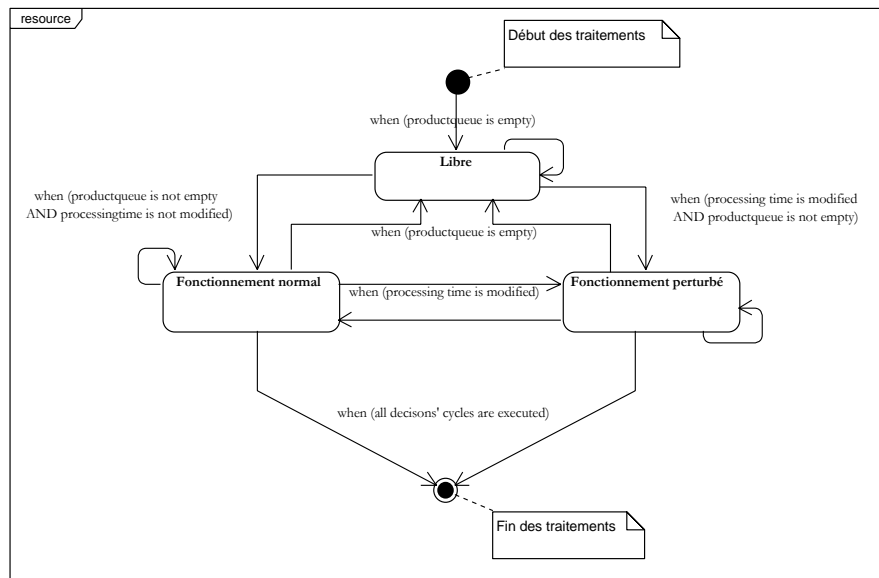 resource
Début des traitements
when (productqueue is empty)
Libre
when (productqueue is not empty
AND processingtime is not modified)
when (processing time is modified
AND productqueue is not empty)
when (productqueue is empty)
Fonctionnement normal
Fonctionnement perturbé
when (processing time is modified)
when (all decisons' cycles are executed)
Fin des traitements